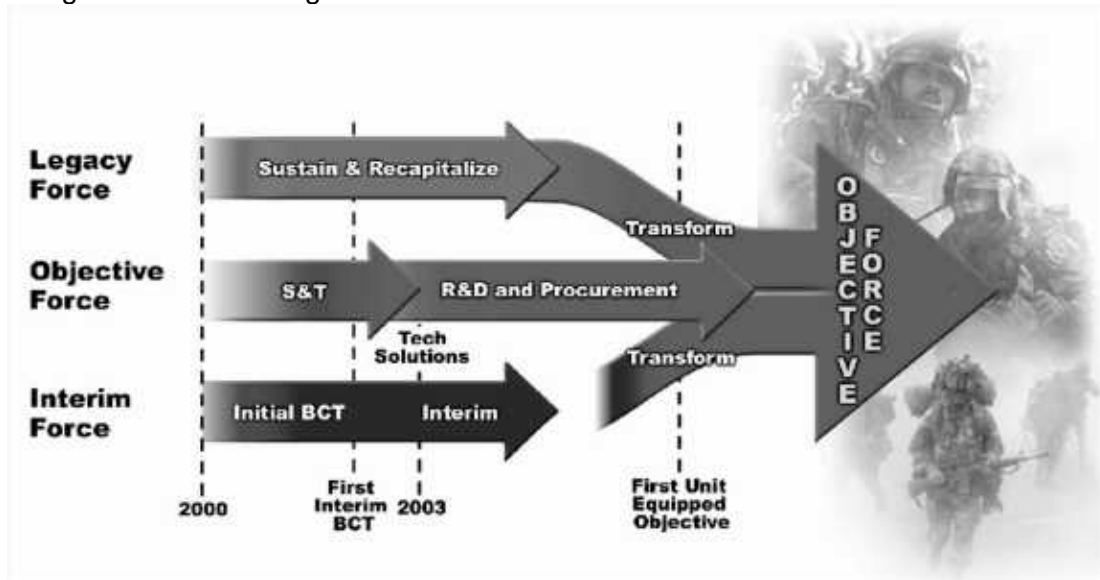 Legacy
Force
Sustain & Recapitalize
Transform
Objective
Force
S&T
R&D and Procurement
Tech
Solutions
Transform
Interim
Force
Initial BCT
Interim
OBJECTIVE
FORCE
2000
First
Interim
BCT
2003
First Unit
Equipped
Objective